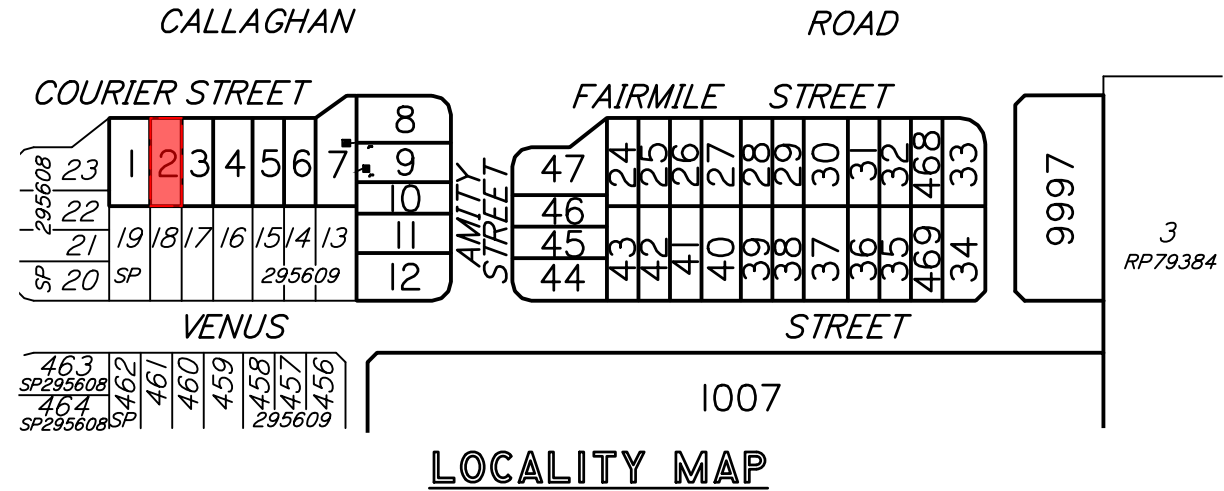 CALLAGHAN ROAD
COURIER STREET FAIRMILE STREET
8
23 1 2 3 4 5 6 7 9 47 24 25 26 27 28 29 30 31 32 468 33
295608
22 10 46
AMITY STREET
9997
21 19 18 17 16 15 14 13 11 45 43 42 41 40 39 38 37 36 35 469 34
3
RP79384
SP 20 SP 295609 12 44
VENUS STREET
463
SP295608
462 461 460 459 458 457 456
464
SP295608
SP 295609
1007
LOCALITY MAP